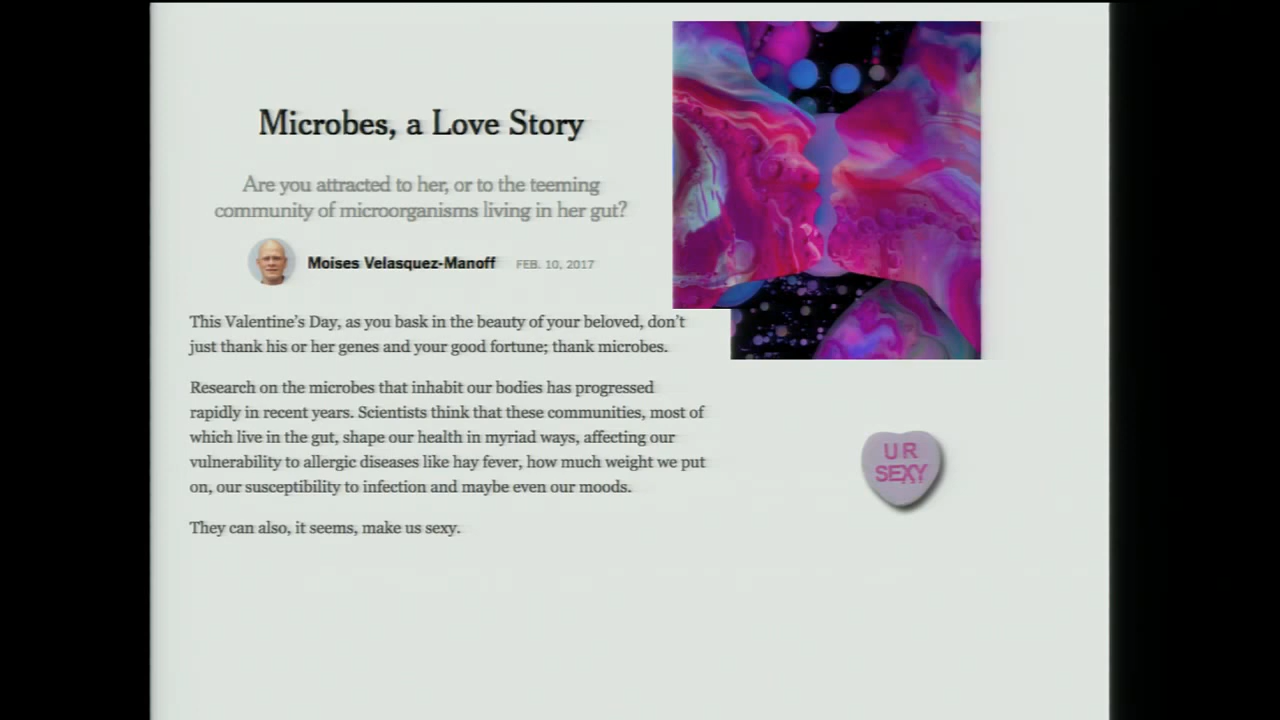 Microbes, a Love Story
Are you attracted to her, or to the teeming
community of microorganisms living in her gut?
Moises Velasquez-Manoff FEB. 10, 2017
This Valentine's Day, as you bask in the beauty of your beloved, don't
just thank his or her genes and your good fortune; thank microbes.
Research on the microbes that inhabit our bodies has progressed
rapidly in recent years. Scientists think that these communities, most of
which live in the gut, shape our health in myriad ways, affecting our
vulnerability to allergic diseases like hay fever, how much weight we put
on, our susceptibility to infection and maybe even our moods.
They can also, it seems, make us sexy.
U R
SEXY